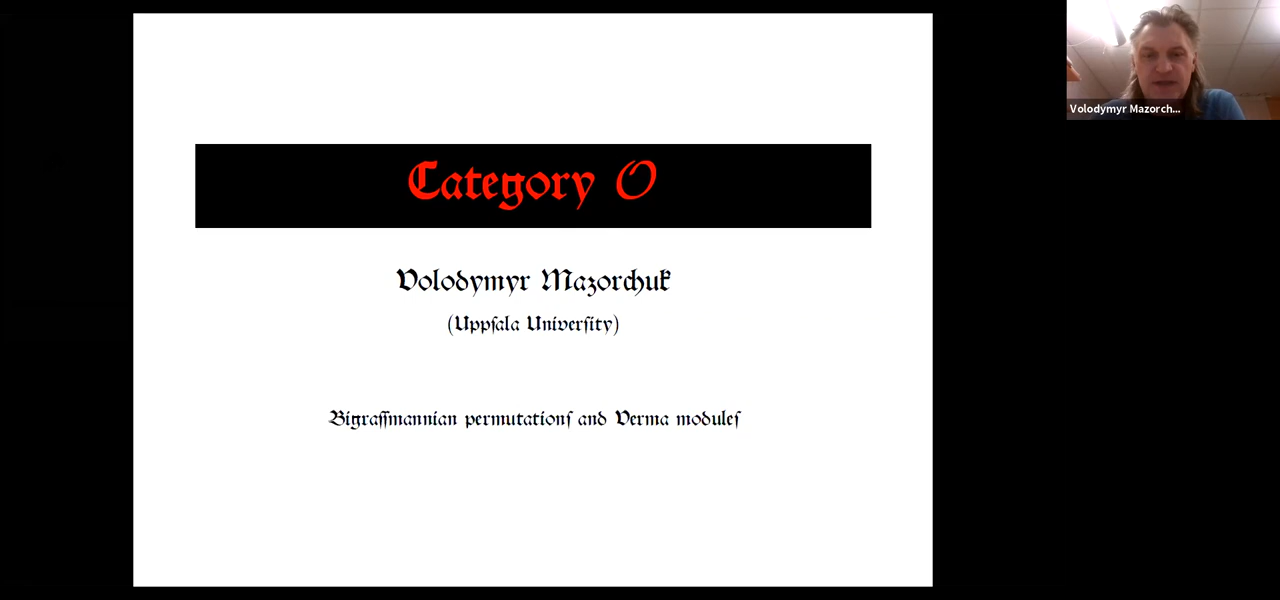 Category O
Volodymyr Mazorchuk
(Uppſala Univerſity)
Bigraſſmannian permutationſ and Verma moduleſ
Volodymyr Mazorch...